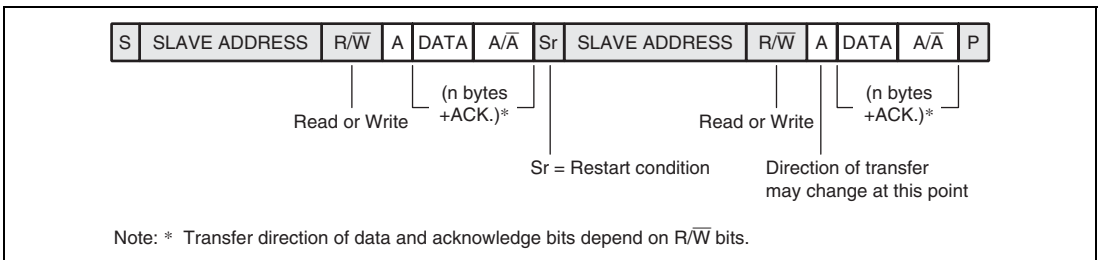 S SLAVE ADDRESS R/W̅ A DATA A/A̅ Sr SLAVE ADDRESS R/W̅ A DATA A/A̅ P
(n bytes +ACK.)* (n bytes +ACK.)*
Read or Write Read or Write
Sr = Restart condition Direction of transfer
may change at this point
Note: * Transfer direction of data and acknowledge bits depend on R/W̅ bits.